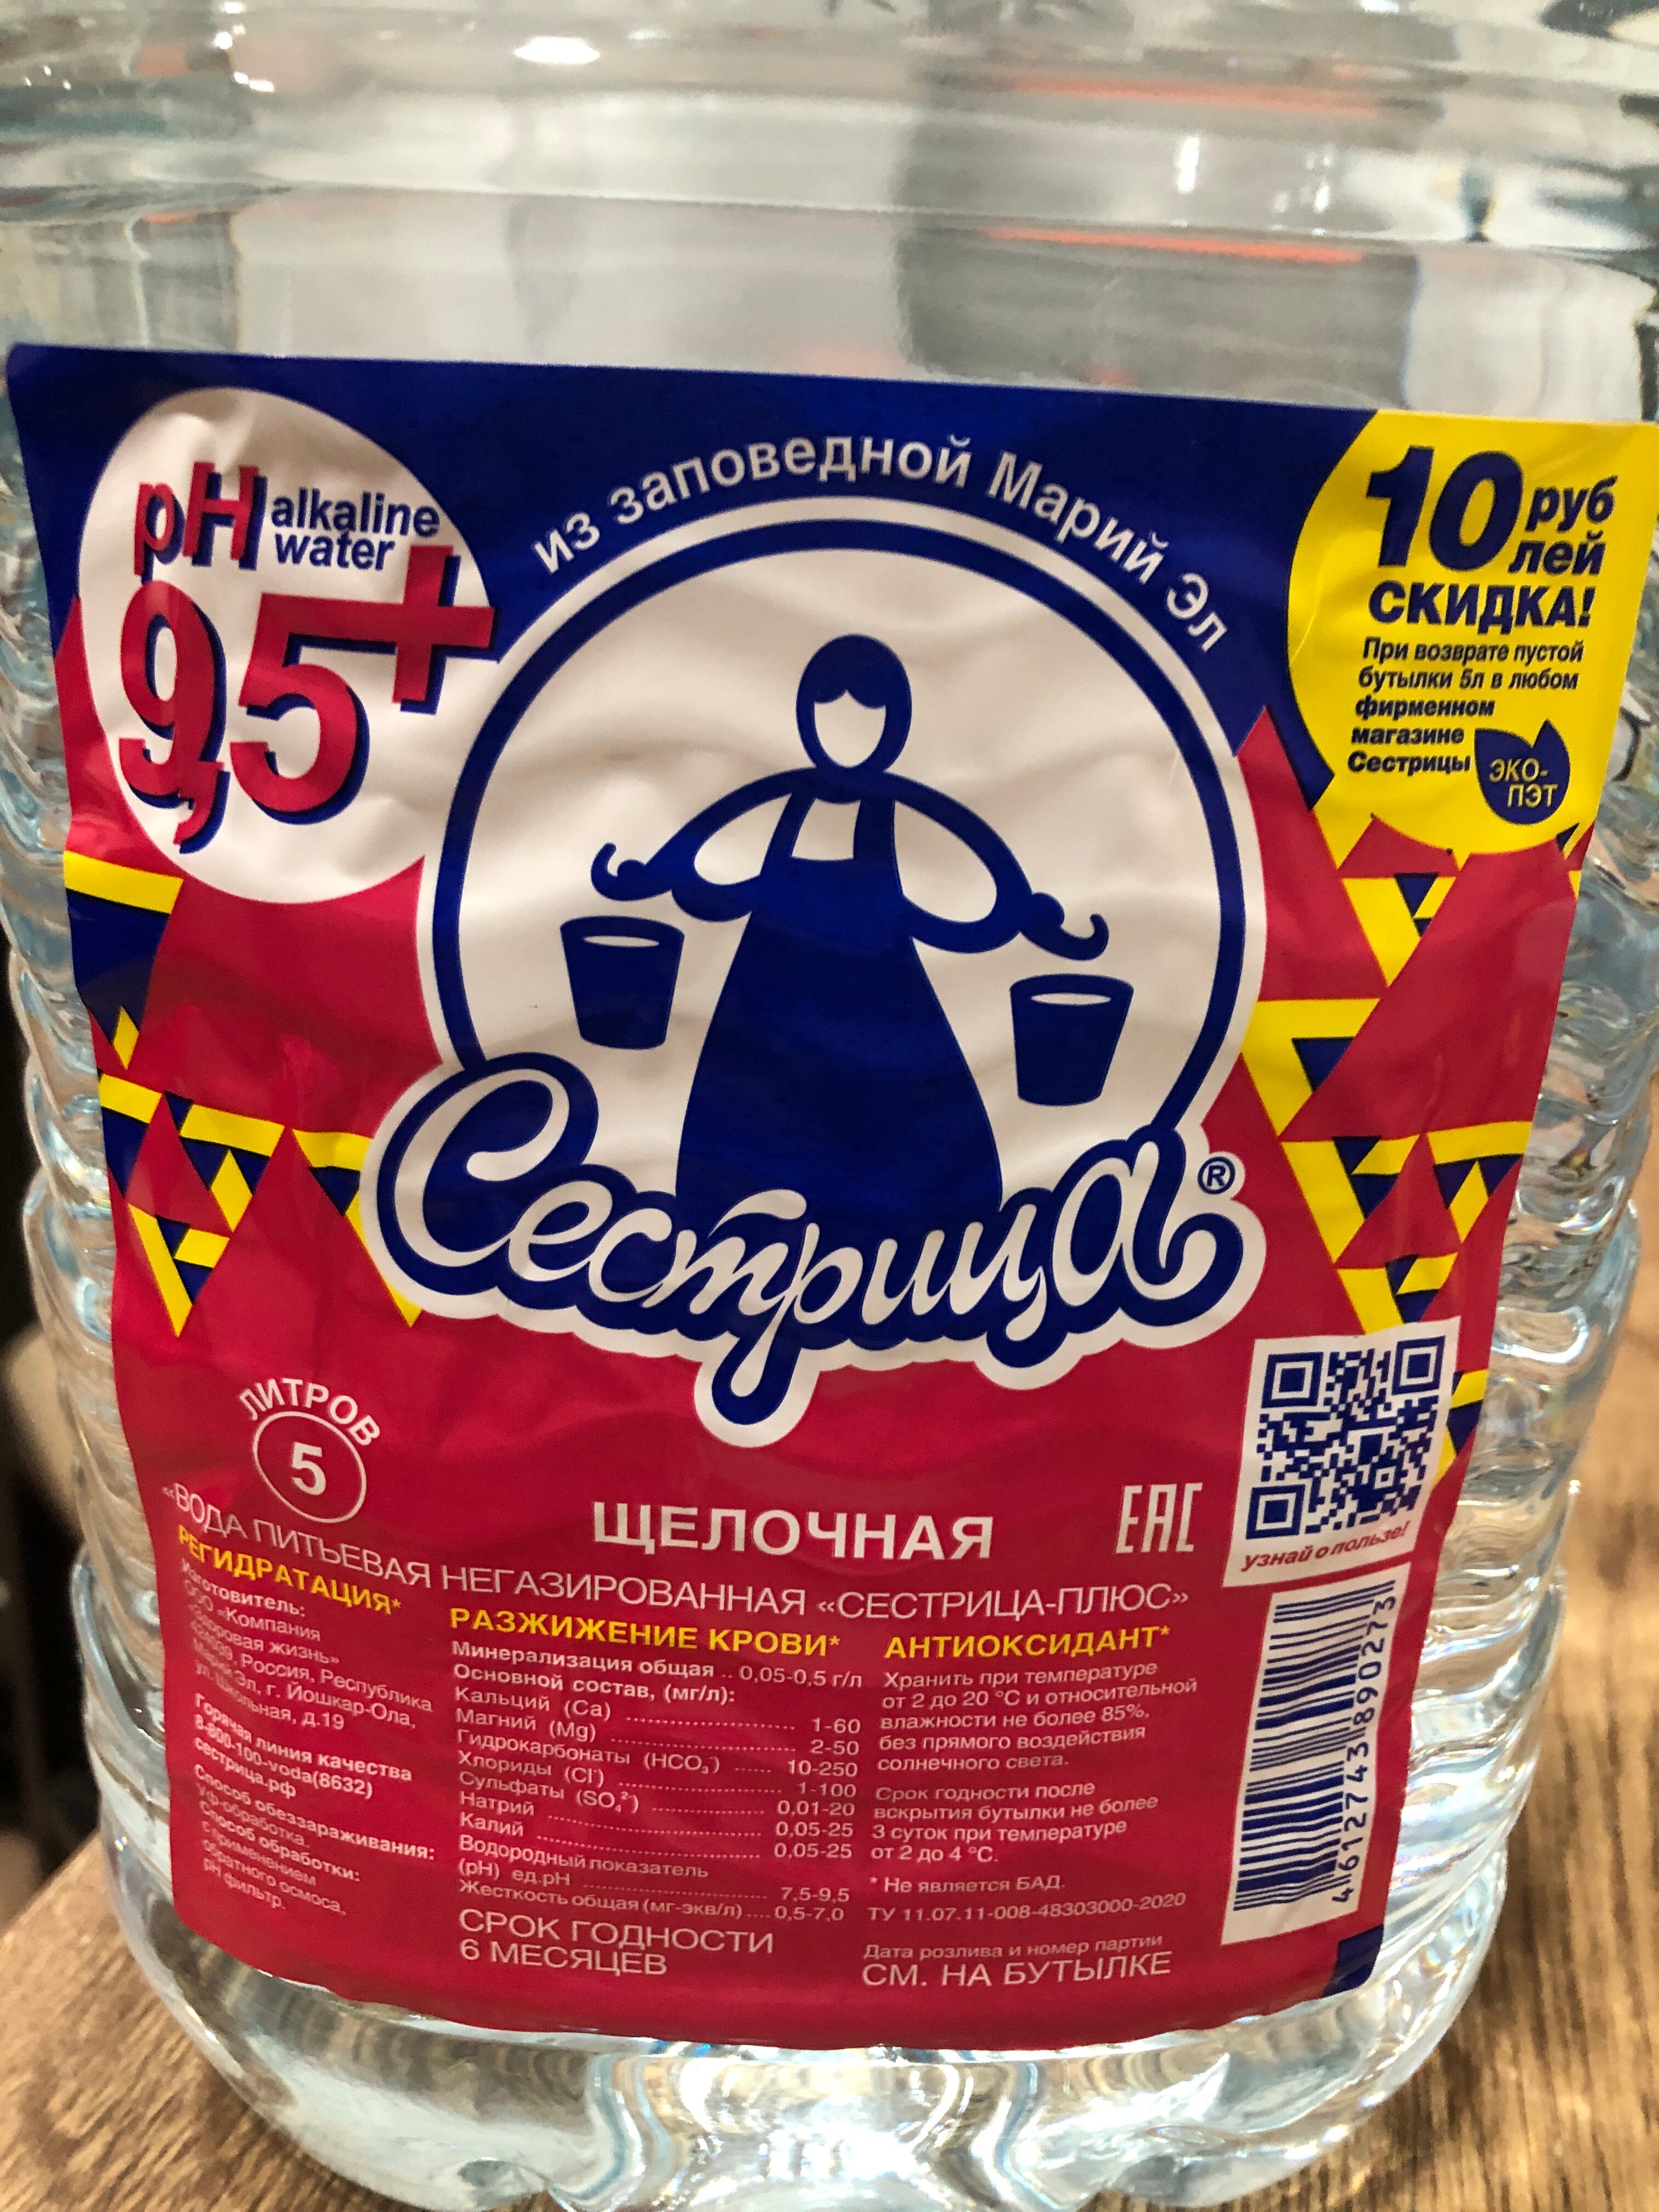 из заповедной Марий Эл
pH alkaline
water
9,5+
10 руб
лей
СКИДКА!
При возврате пустой
бутылки 5л в любом
фирменном
магазине
Сестрицы
ЭКО-
ПЭТ
Сестрица®
ЛИТРОВ
5
ЩЕЛОЧНАЯ
EAC
Узнай о пользе!
«ВОДА ПИТЬЕВАЯ НЕГАЗИРОВАННАЯ «СЕСТРИЦА-ПЛЮС»
РЕГИДРАТАЦИЯ*
Изготовитель:
ООО «Компания
«Здоровая жизнь»
424039, Россия, Республика
Марий Эл, г. Йошкар-Ола,
ул. Школьная, д.19
Горячая линия качества
8-800-100-voda(8632)
сестрица.рф
Способ обеззараживания:
УФ-обработка.
Способ обработки:
с применением
обратного осмоса,
pH фильтр.
РАЗЖИЖЕНИЕ КРОВИ*
Минерализация общая .. 0,05-0,5 г/л
Основной состав, (мг/л):
Кальций (Ca) ........................ 1-60
Магний (Mg) ........................ 2-50
Гидрокарбонаты (HCO₃⁻) ...... 10-250
Хлориды (Cl⁻) ........................ 1-100
Сульфаты (SO₄²⁻) ................ 0,01-20
Натрий ................................ 0,05-25
Калий ................................ 0,05-25
Водородный показатель
(pH) ед.pH ........................ 7.5-9,5
Жесткость общая (мг-экв/л) .... 0,5-7,0
СРОК ГОДНОСТИ
6 МЕСЯЦЕВ
АНТИОКСИДАНТ*
Хранить при температуре
от 2 до 20 °С и относительной
влажности не более 85%,
без прямого воздействия
солнечного света.
Срок годности после
вскрытия бутылки не более
3 суток при температуре
от 2 до 4 °С.
* Не является БАД.
ТУ 11.07.11-008-48303000-2020
Дата розлива и номер партии
СМ. НА БУТЫЛКЕ
4 612743 890273